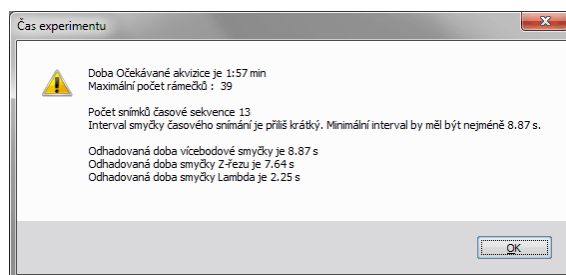 Čas experimentu
Doba Očekávané akvizice je 1:57 min
Maximální počet rámečků : 39
Počet snímků časové sekvence 13
Interval smyčky časového snímání je příliš krátký. Minimální interval by měl být nejméně 8.87 s.
Odhadovaná doba vícebodové smyčky je 8.87 s
Odhadovaná doba smyčky Z-řezu je 7.64 s
Odhadovaná doba smyčky Lambda je 2.25 s
OK